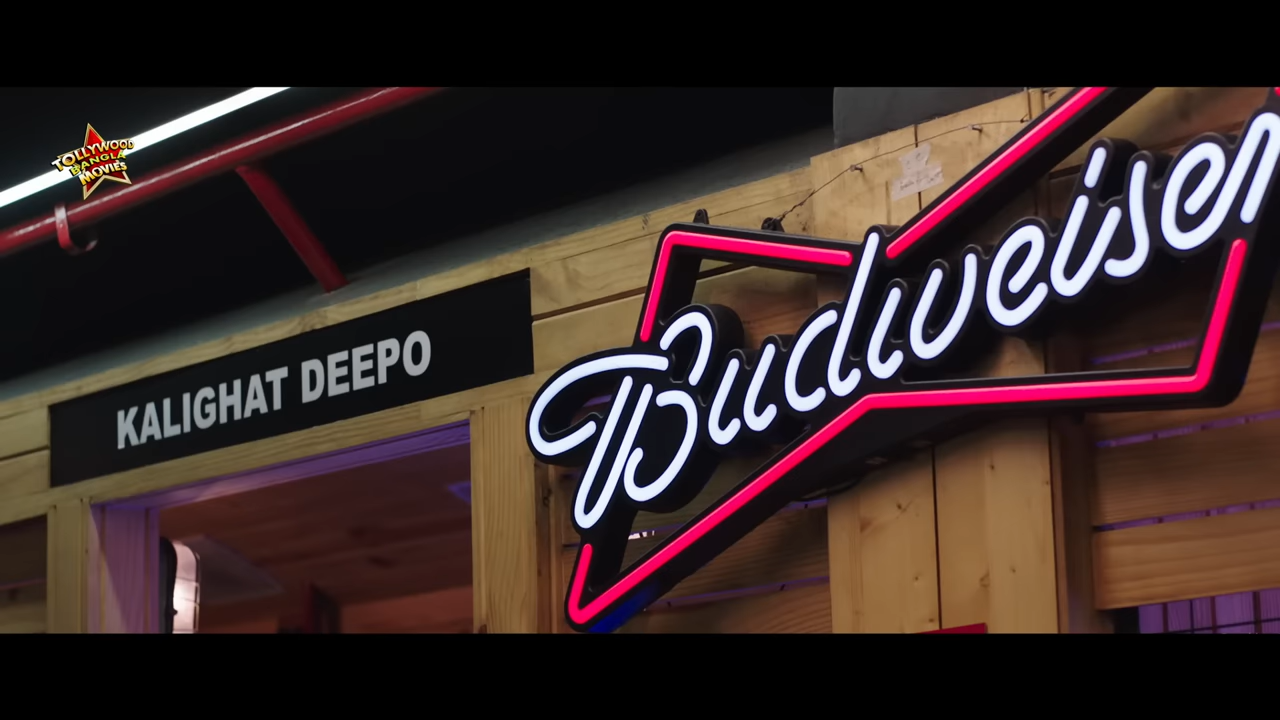 TOLLYWOOD
BANGLA
MOVIES
KALIGHAT DEEPO
Budweiser